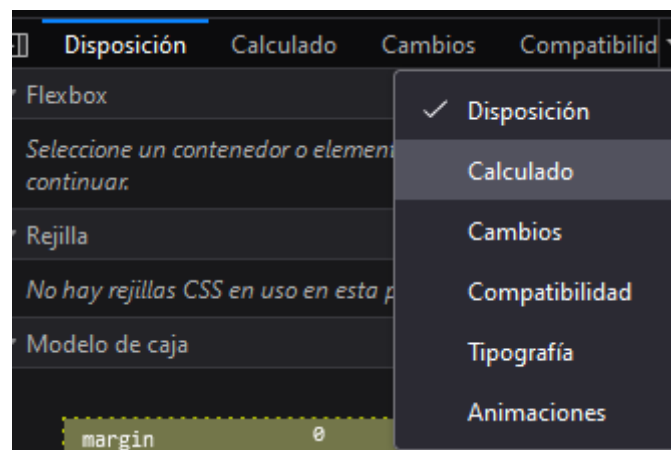 Disposición Calculado Cambios Compatibilid
Flexbox
Seleccione un contenedor o element
continuar.
Rejilla
No hay rejillas CSS en uso en esta p
Modelo de caja
margin 0
Disposición
Calculado
Cambios
Compatibilidad
Tipografía
Animaciones